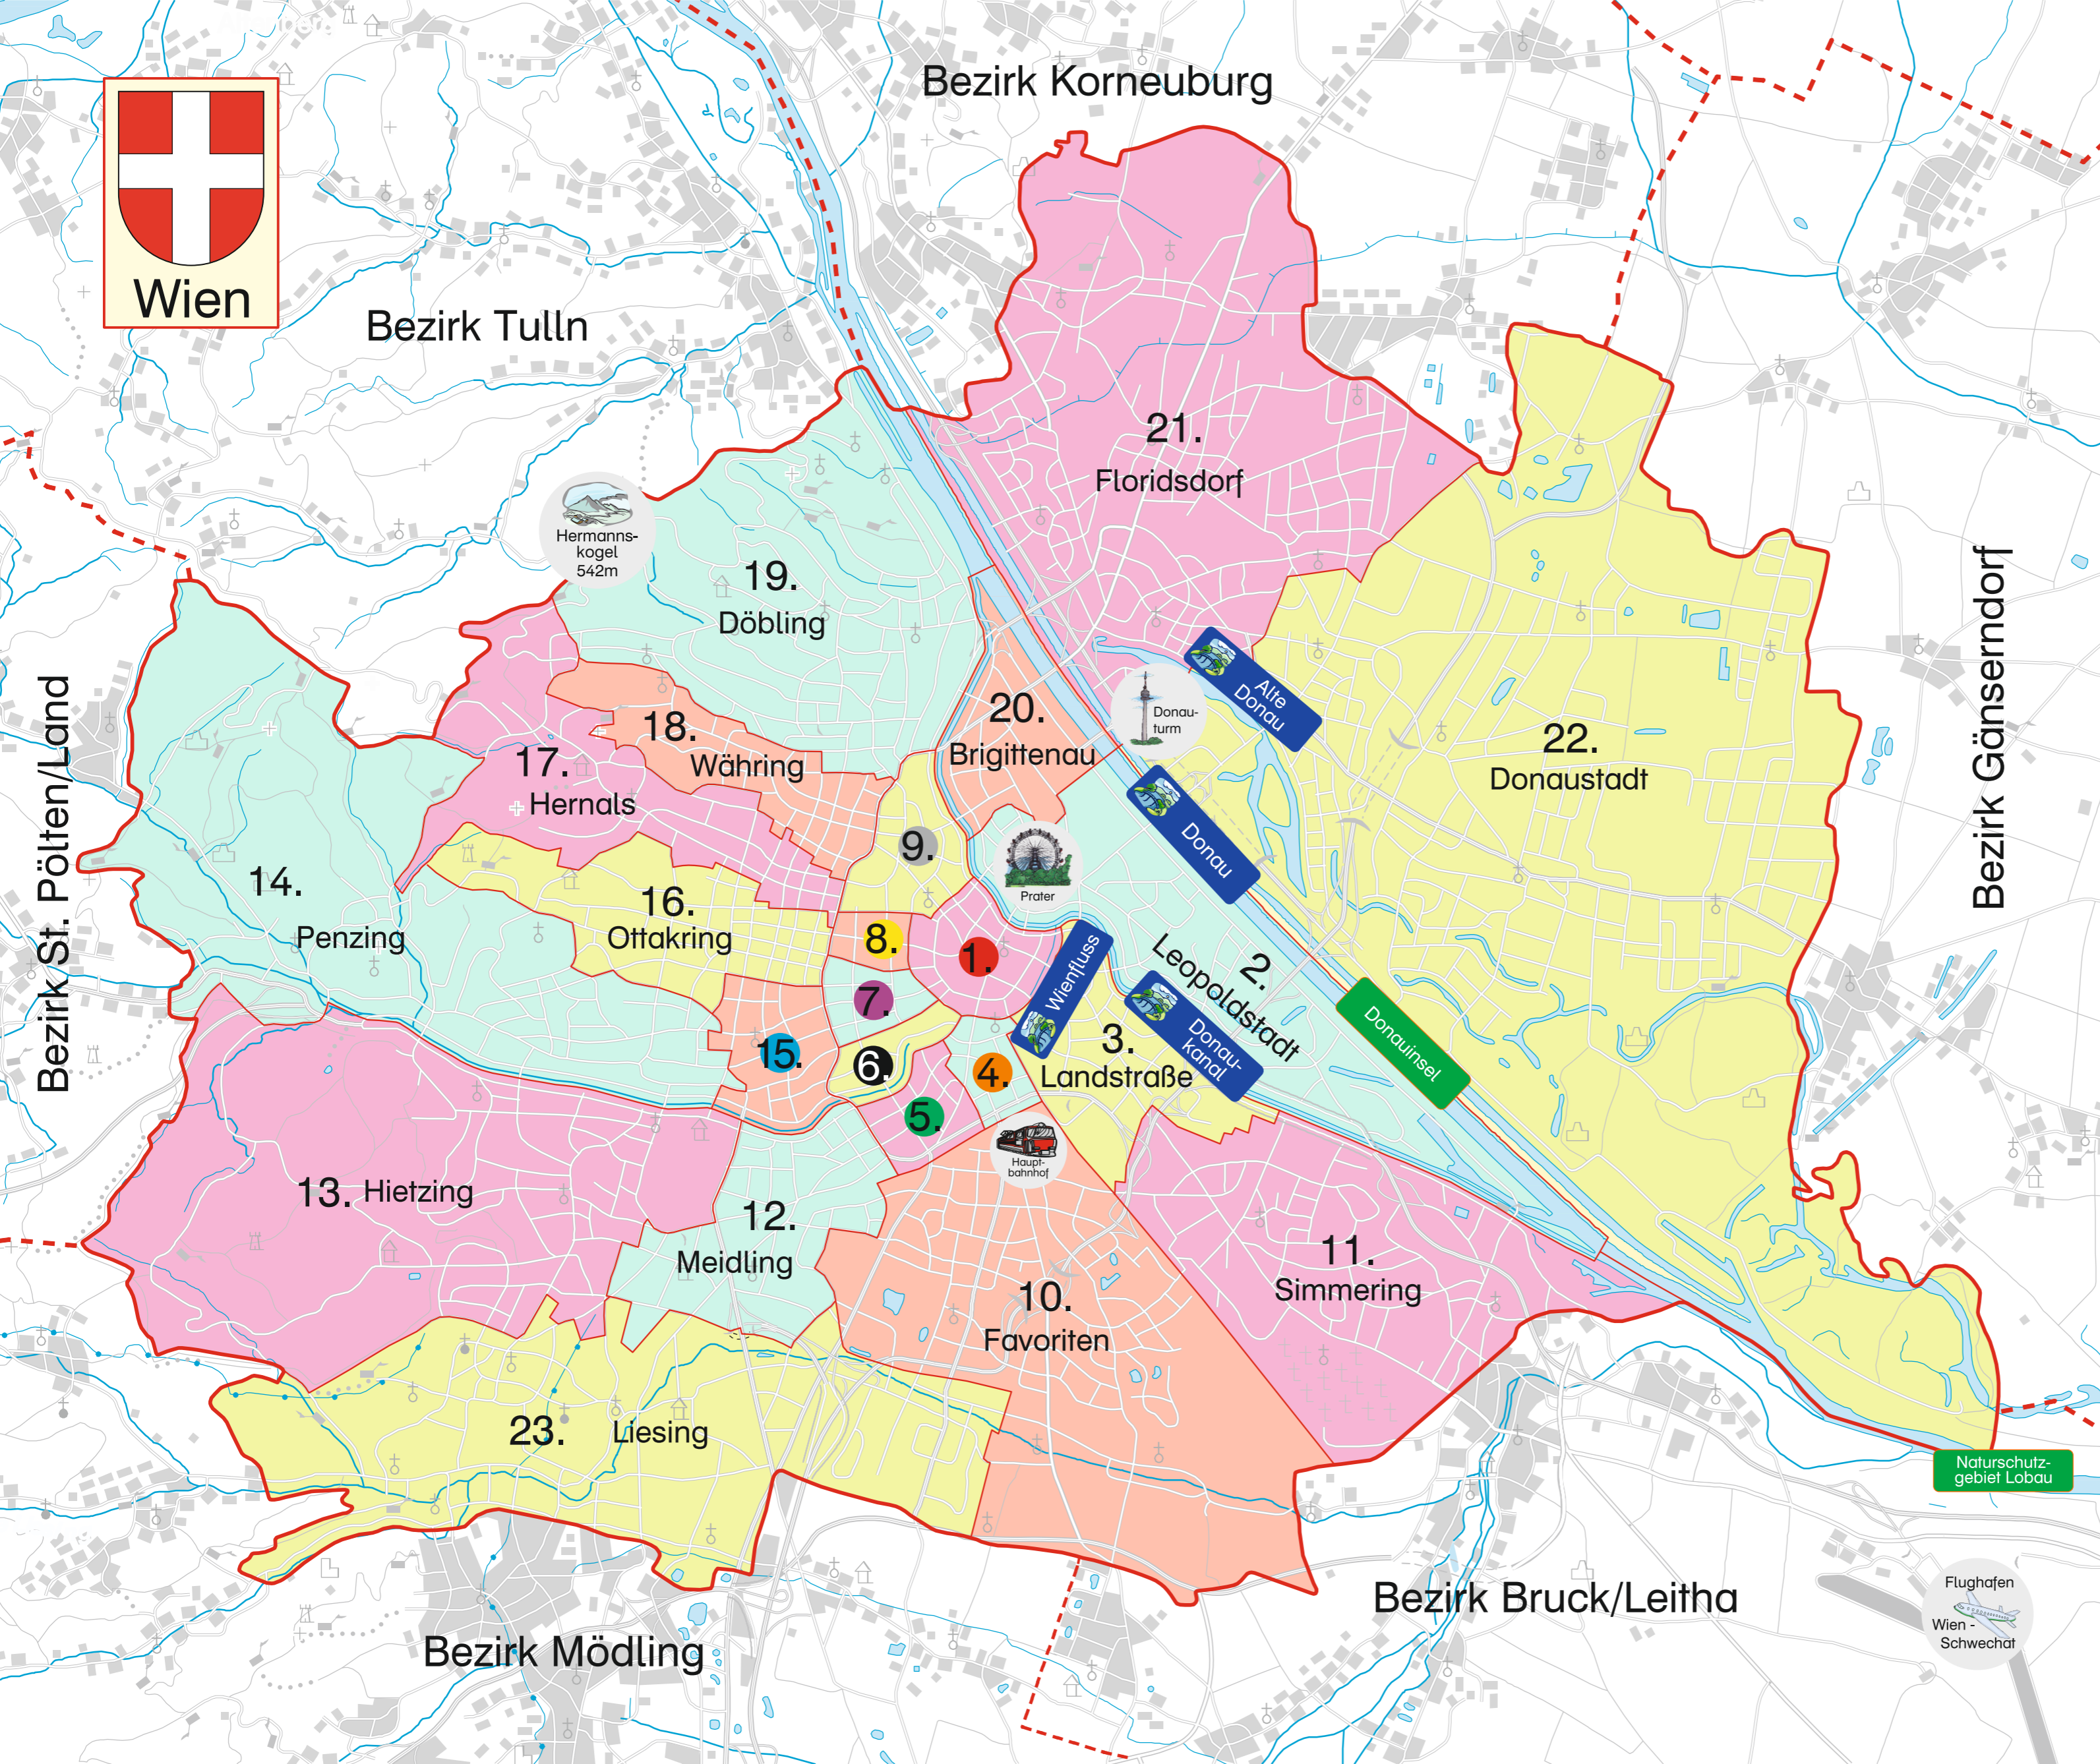 Wien
Bezirk Korneuburg
Bezirk Tulln
Bezirk St. Pölten/Land
Bezirk Gänserndorf
Bezirk Mödling
Bezirk Bruck/Leitha
Hermanns-
kogel
542m
21.
Floridsdorf
19.
Döbling
20.
Brigittenau
18.
Währing
17.
Hernals
22.
Donaustadt
Alte
Donau
Donau-
turm
Donau
9.
Prater
14.
Penzing
16.
Ottakring
8.
1.
7.
Wienfluss
2.
Leopoldstadt
Donau-
kanal
Donauinsel
3.
Landstraße
15.
6.
4.
5.
Haupt-
bahnhof
13. Hietzing
12.
Meidling
11.
Simmering
10.
Favoriten
23. Liesing
Naturschutz-
gebiet Lobau
Flughafen
Wien -
Schwechat